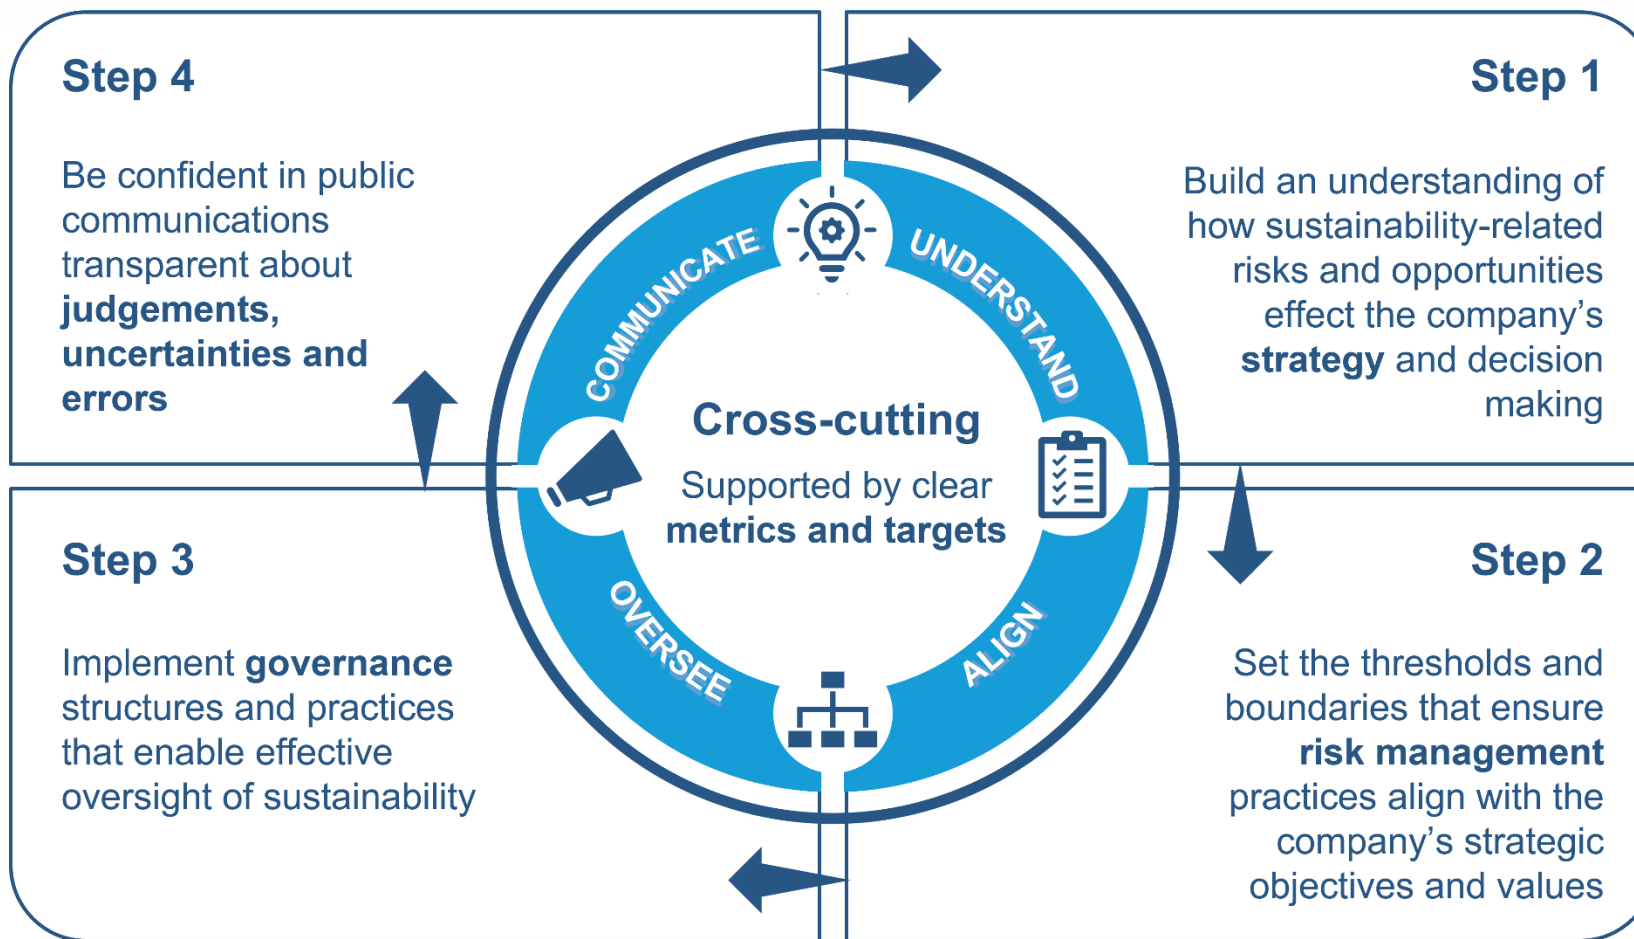 Step 4
Be confident in public
communications
transparent about
judgements,
uncertainties and
errors
Step 1
Build an understanding of
how sustainability-related
risks and opportunities
effect the company’s
strategy and decision
making
COMMUNICATE
UNDERSTAND
Cross-cutting
Supported by clear
metrics and targets
OVERSEE
ALIGN
Step 3
Implement governance
structures and practices
that enable effective
oversight of sustainability
Step 2
Set the thresholds and
boundaries that ensure
risk management
practices align with the
company’s strategic
objectives and values